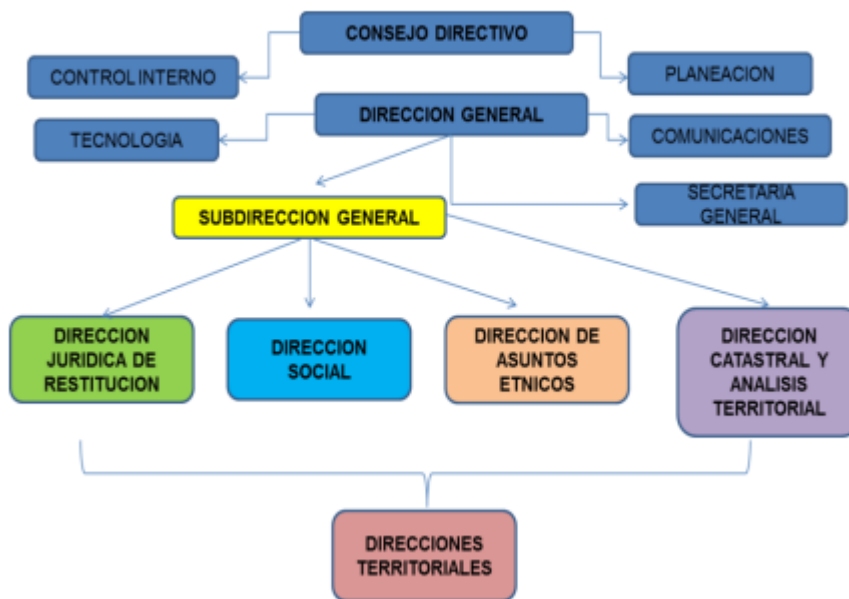 CONSEJO DIRECTIVO
CONTROL INTERNO
PLANEACION
DIRECCION GENERAL
TECNOLOGIA
COMUNICACIONES
SECRETARIA
GENERAL
SUBDIRECCION GENERAL
DIRECCION
JURIDICA DE
RESTITUCION
DIRECCION
SOCIAL
DIRECCION DE
ASUNTOS
ETNICOS
DIRECCION
CATASTRAL Y
ANALISIS
TERRITORIAL
DIRECCIONES
TERRITORIALES